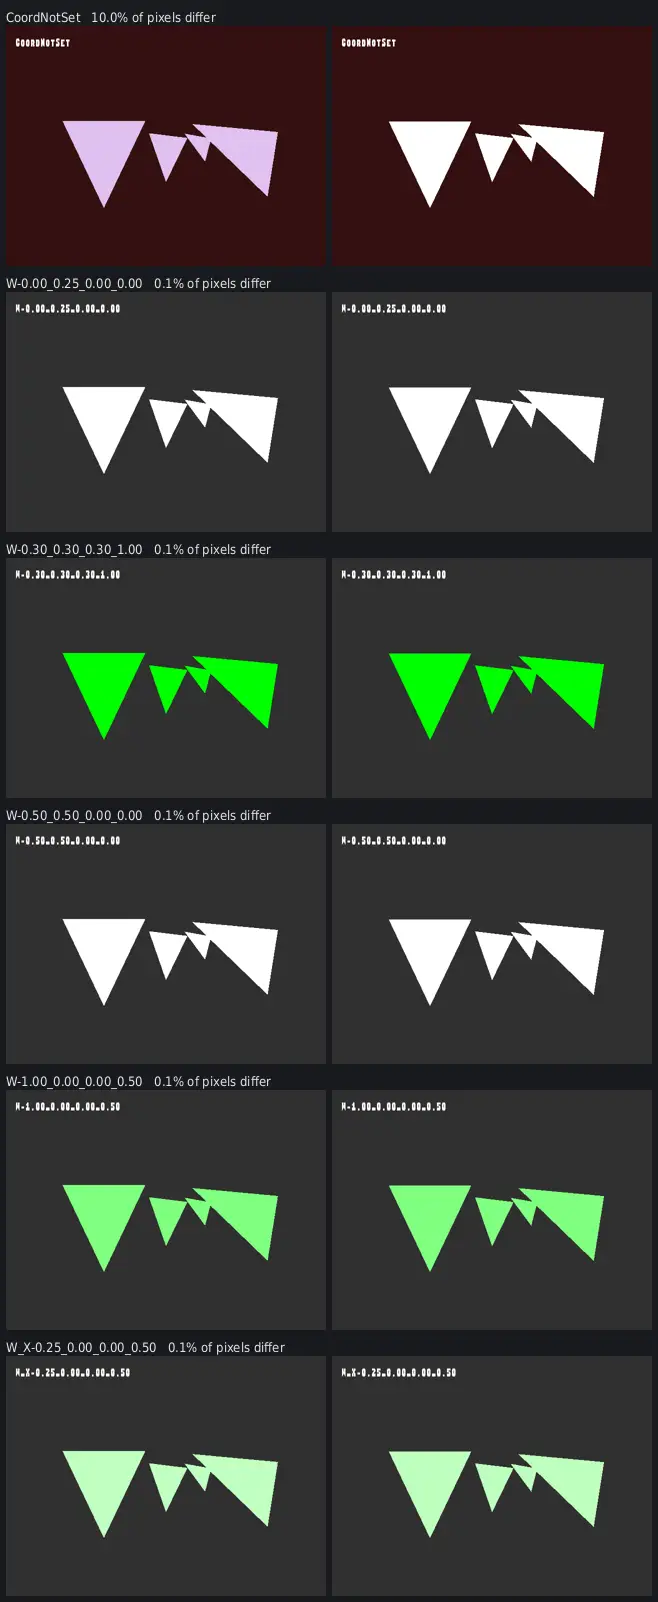 CoordNotSet 10.0% of pixels differ
CoordNotSet CoordNotSet
W-0.00_0.25_0.00_0.00 0.1% of pixels differ
W-0.00_0.25_0.00_0.00 W-0.00_0.25_0.00_0.00
W-0.30_0.30_0.30_1.00 0.1% of pixels differ
W-0.30_0.30_0.30_1.00 W-0.30_0.30_0.30_1.00
W-0.50_0.50_0.00_0.00 0.1% of pixels differ
W-0.50_0.50_0.00_0.00 W-0.50_0.50_0.00_0.00
W-1.00_0.00_0.00_0.50 0.1% of pixels differ
W-1.00_0.00_0.00_0.50 W-1.00_0.00_0.00_0.50
W_X-0.25_0.00_0.00_0.50 0.1% of pixels differ
W_X-0.25_0.00_0.00_0.50 W_X-0.25_0.00_0.00_0.50